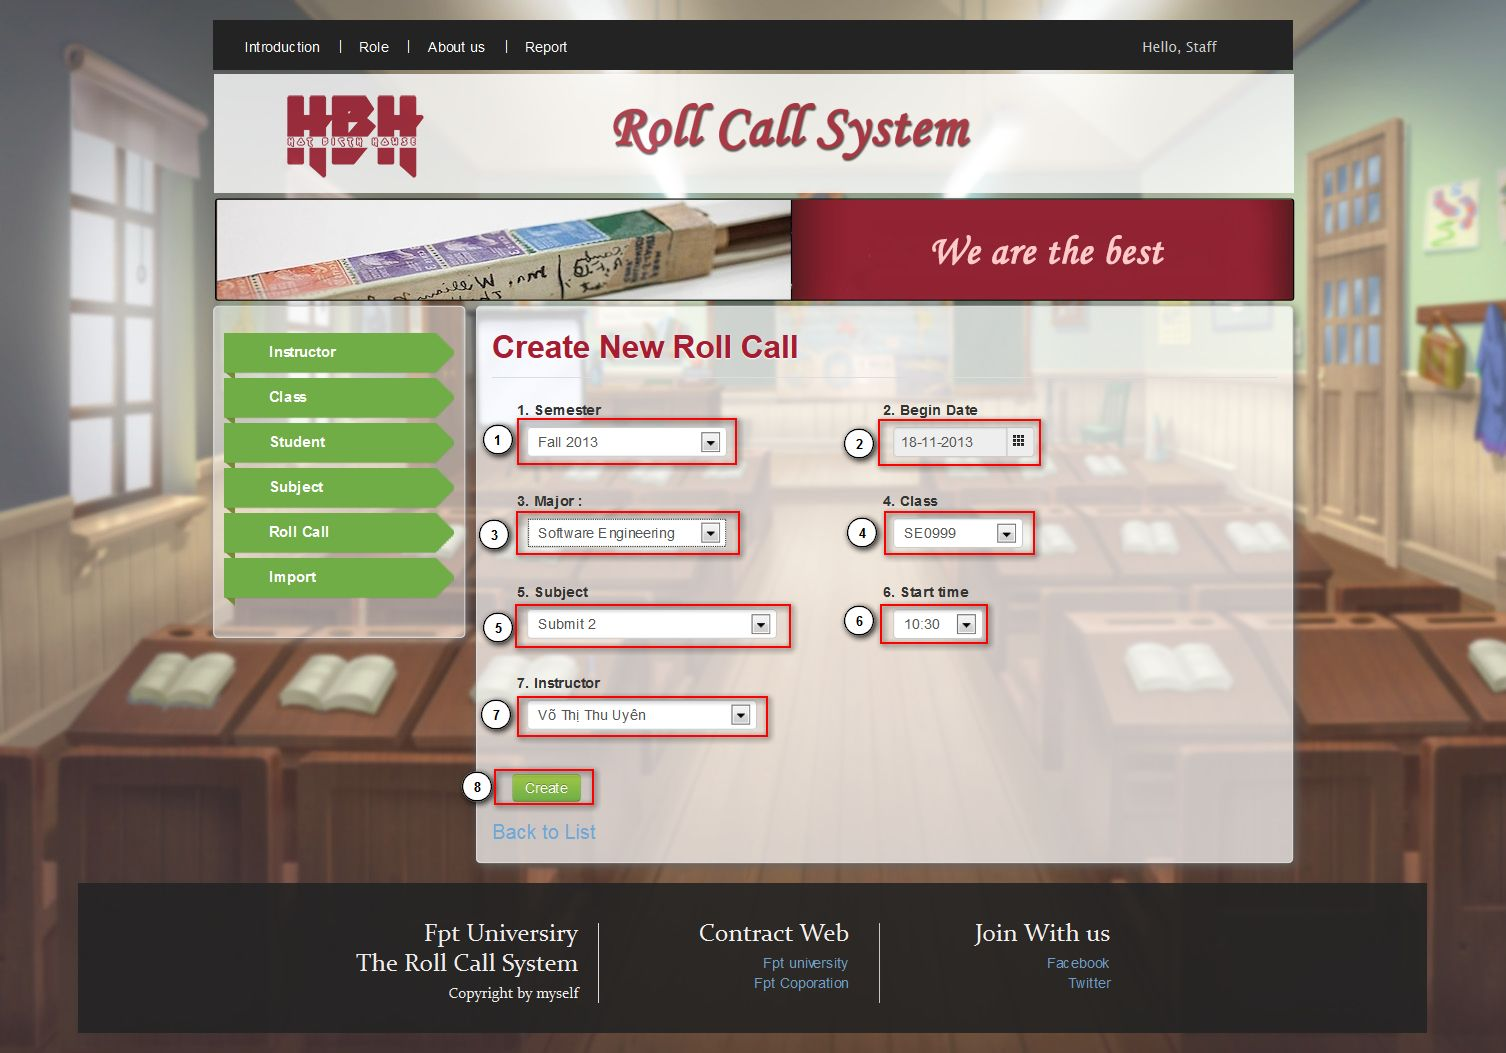 Introduction | Role | About us | Report
Hello, Staff
HBH
HOT BIRTH HOUSE
Roll Call System
We are the best
Instructor
Class
Student
Subject
Roll Call
Import
Create New Roll Call
1. Semester
1
Fall 2013
2. Begin Date
2
18-11-2013
3. Major :
3
Software Engineering
4. Class
4
SE0999
5. Subject
5
Submit 2
6. Start time
6
10:30
7. Instructor
7
Võ Thị Thu Uyên
8
Create
Back to List
Fpt Universiry
The Roll Call System
Copyright by myself
Contract Web
Fpt university
Fpt Coporation
Join With us
Facebook
Twitter